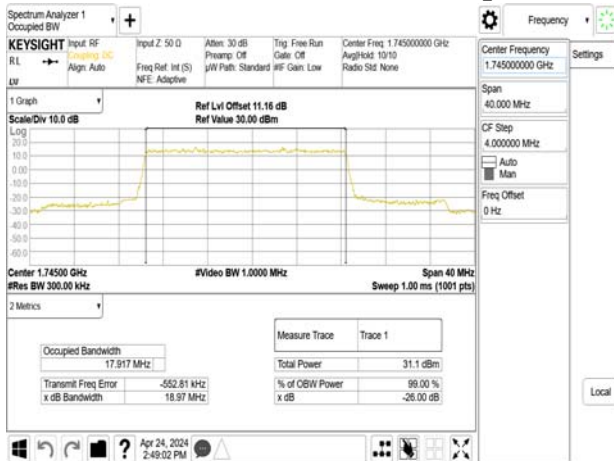 Spectrum Analyzer 1
Occupied BW
Frequency
KEYSIGHT
RL
Input: RF
Coupling: DC
Align: Auto
Input Z: 50 Ω
Freq Ref: Int (S)
NFE: Adaptive
Atten: 30 dB
Preamp: Off
µW Path: Standard
Trig: Free Run
Gate: Off
#IF Gain: Low
Center Freq: 1.745000000 GHz
Avg|Hold: 10/10
Radio Std: None
LXI
1 Graph
Scale/Div 10.0 dB
Ref Lvl Offset 11.16 dB
Ref Value 30.00 dBm
Log
20.0
10.0
0.00
-10.0
-20.0
-30.0
-40.0
-50.0
-60.0
Center 1.74500 GHz
#Res BW 300.00 kHz
#Video BW 1.0000 MHz
Span 40 MHz
Sweep 1.00 ms (1001 pts)
2 Metrics
Occupied Bandwidth
17.917 MHz
Transmit Freq Error -552.81 kHz
x dB Bandwidth 18.97 MHz
Measure Trace Trace 1
Total Power 31.1 dBm
% of OBW Power 99.00 %
x dB -26.00 dB
Center Frequency
1.745000000 GHz
Settings
Span
40.000 MHz
CF Step
4.000000 MHz
Auto
Man
Freq Offset
0 Hz
Local
Apr 24, 2024
2:49:02 PM